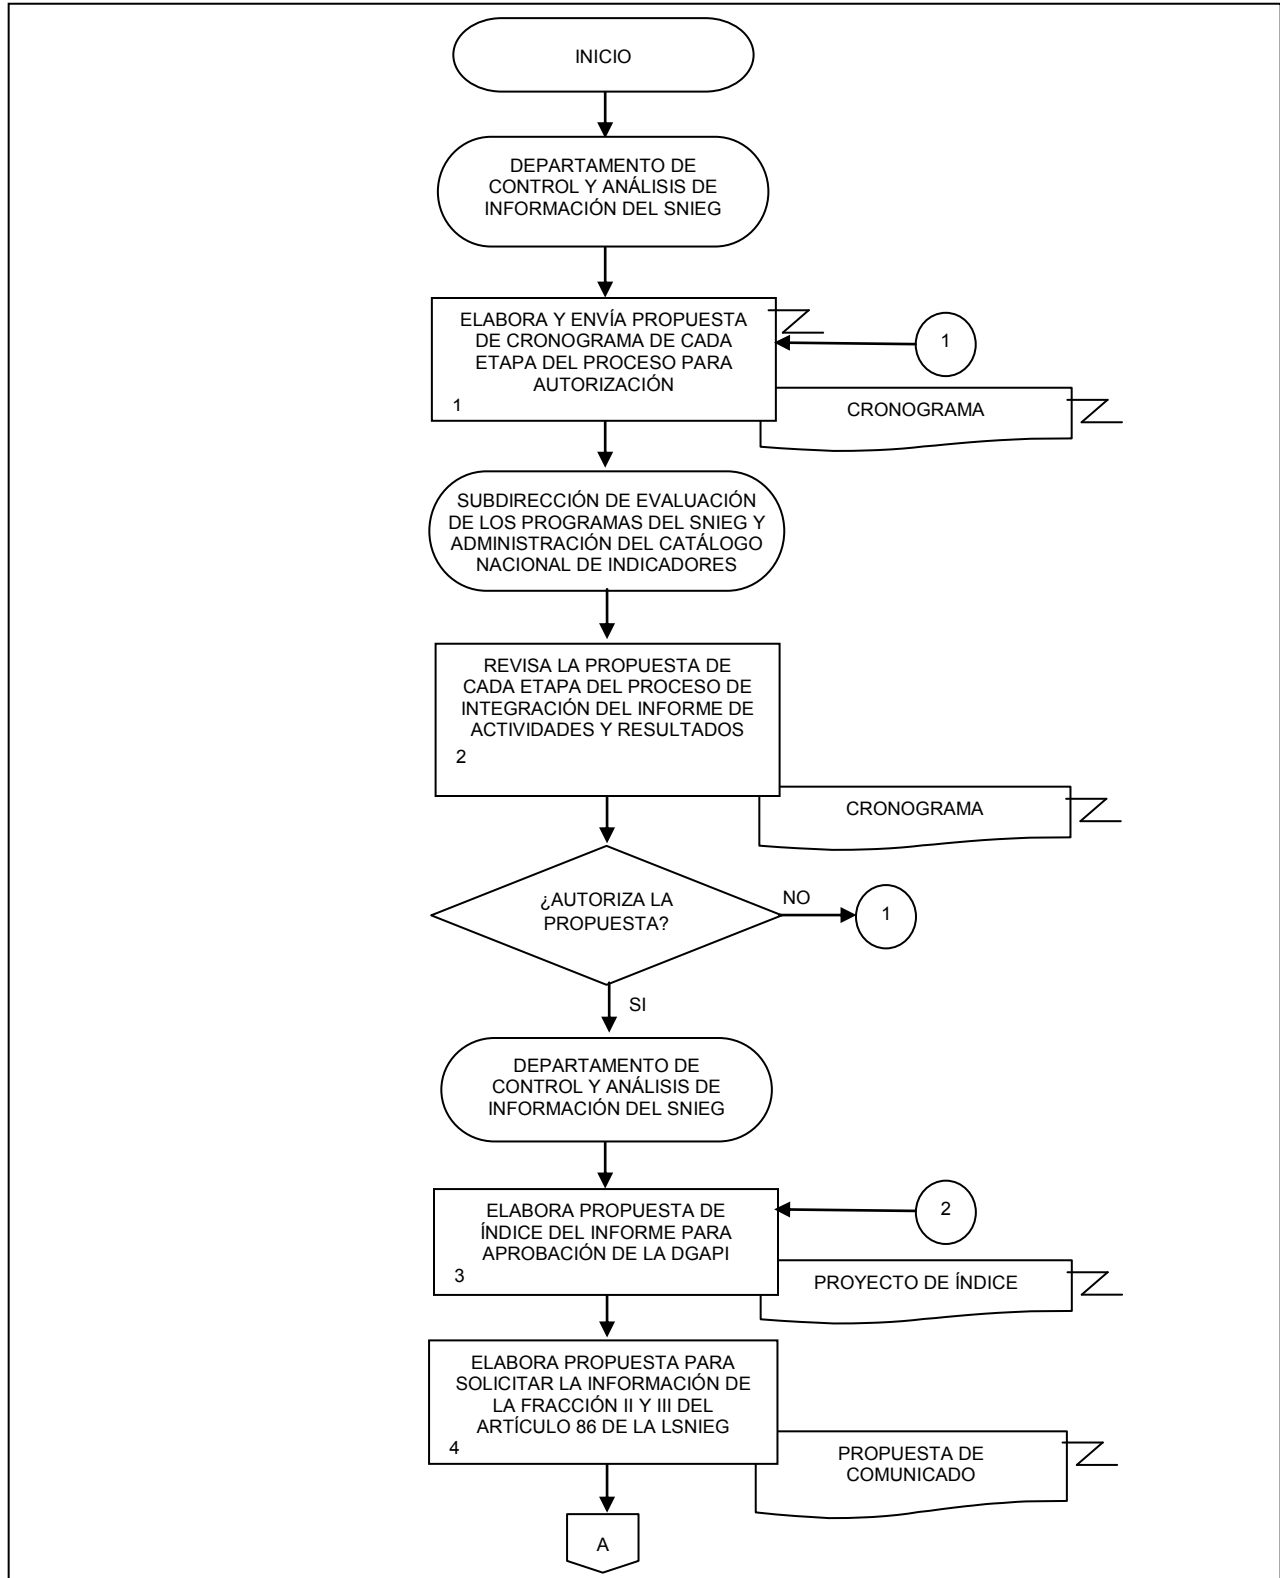 INICIO
DEPARTAMENTO DE
CONTROL Y ANÁLISIS DE
INFORMACIÓN DEL SNIEG
ELABORA Y ENVÍA PROPUESTA
DE CRONOGRAMA DE CADA
ETAPA DEL PROCESO PARA
AUTORIZACIÓN
1
1
CRONOGRAMA
SUBDIRECCIÓN DE EVALUACIÓN
DE LOS PROGRAMAS DEL SNIEG Y
ADMINISTRACIÓN DEL CATÁLOGO
NACIONAL DE INDICADORES
REVISA LA PROPUESTA DE
CADA ETAPA DEL PROCESO DE
INTEGRACIÓN DEL INFORME DE
ACTIVIDADES Y RESULTADOS
2
CRONOGRAMA
¿AUTORIZA LA
PROPUESTA?
NO
1
SI
DEPARTAMENTO DE
CONTROL Y ANÁLISIS DE
INFORMACIÓN DEL SNIEG
ELABORA PROPUESTA DE
ÍNDICE DEL INFORME PARA
APROBACIÓN DE LA DGAPI
3
2
PROYECTO DE ÍNDICE
ELABORA PROPUESTA PARA
SOLICITAR LA INFORMACIÓN DE
LA FRACCIÓN II Y III DEL
ARTÍCULO 86 DE LA LSNIEG
4
PROPUESTA DE
COMUNICADO
A